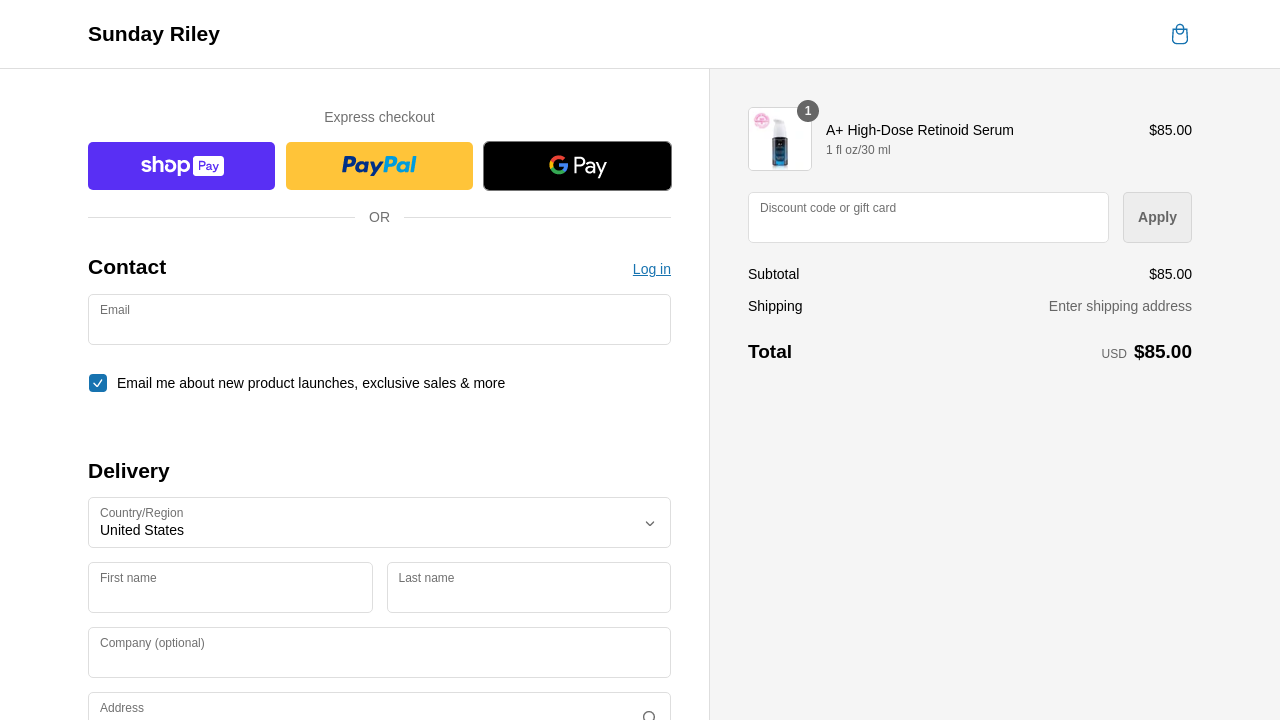 Sunday Riley
Express checkout
shop Pay
PayPal
G Pay
OR
Contact
Log in
Email
Email me about new product launches, exclusive sales & more
Delivery
Country/Region
United States
First name
Last name
Company (optional)
Address
1
A+ High-Dose Retinoid Serum
$85.00
1 fl oz/30 ml
Discount code or gift card
Apply
Subtotal
$85.00
Shipping
Enter shipping address
Total
USD $85.00